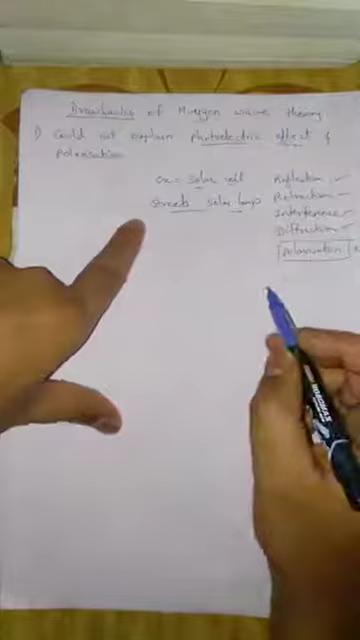 Drawbacks of Huygen wave theory
1) Could not explain photoelectric effect &
polarisation
ex = Solar cell
Streets solar lamp
Reflection ✓
Refraction –
Interference ✓
Diffraction –
Polarisation x